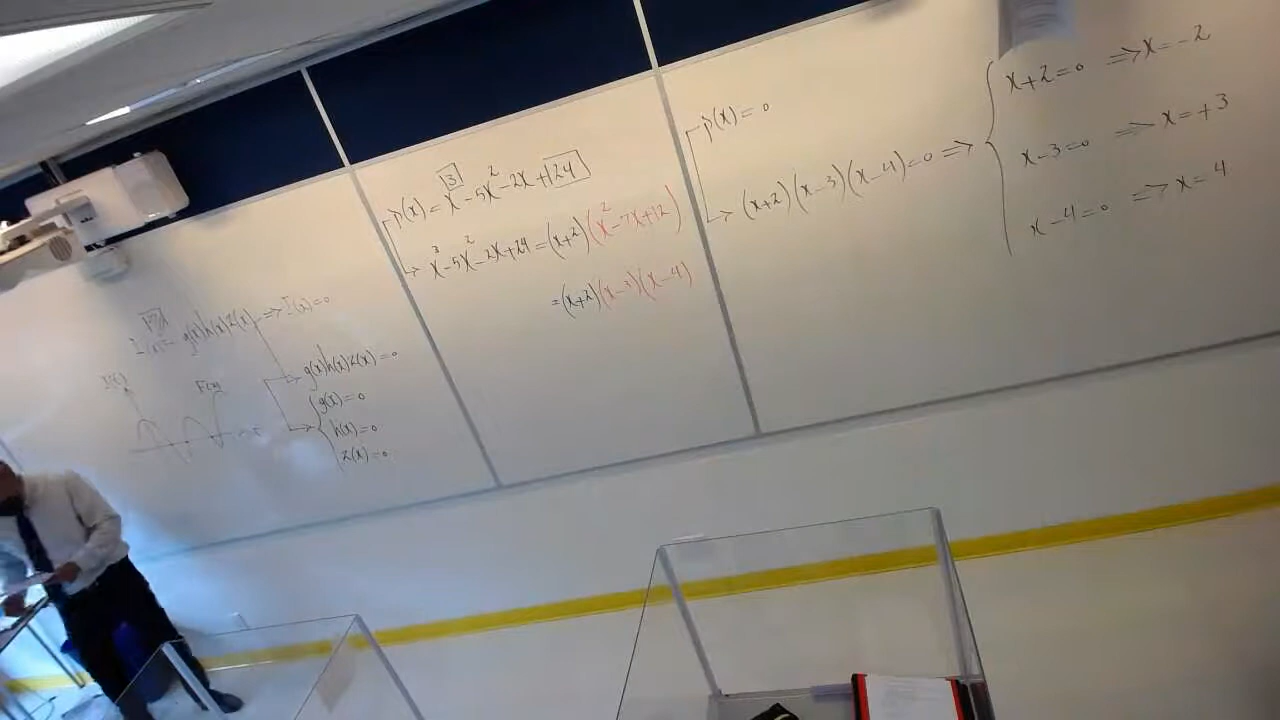 g(x)h(x)z(x) => I(x)=0
g(x)h(x)z(x)=0
g(x)=0
h(x)=0
z(x)=0
p(x)=x³-5x²-2x+24
x³-5x²-2x+24=(x+2)(x²-7x+12)
=(x+2)(x-3)(x-4)
p(x)=0
(x+2)(x-3)(x-4)=0 =>
x+2=0 => x=-2
x-3=0 => x=+3
x-4=0 => x=4